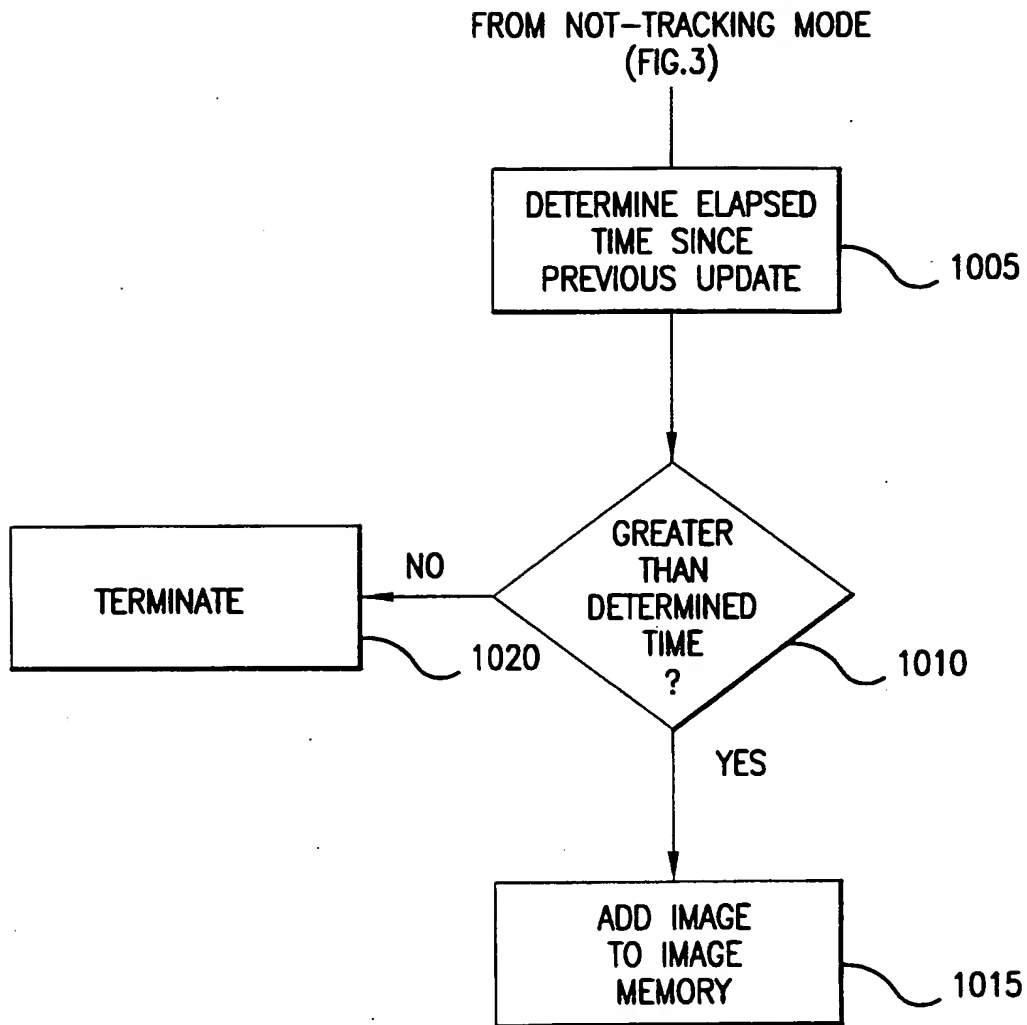 FROM NOT-TRACKING MODE
(FIG.3)
DETERMINE ELAPSED
TIME SINCE
PREVIOUS UPDATE
1005
GREATER
THAN
DETERMINED
TIME
?
1010
NO
TERMINATE
1020
YES
ADD IMAGE
TO IMAGE
MEMORY
1015